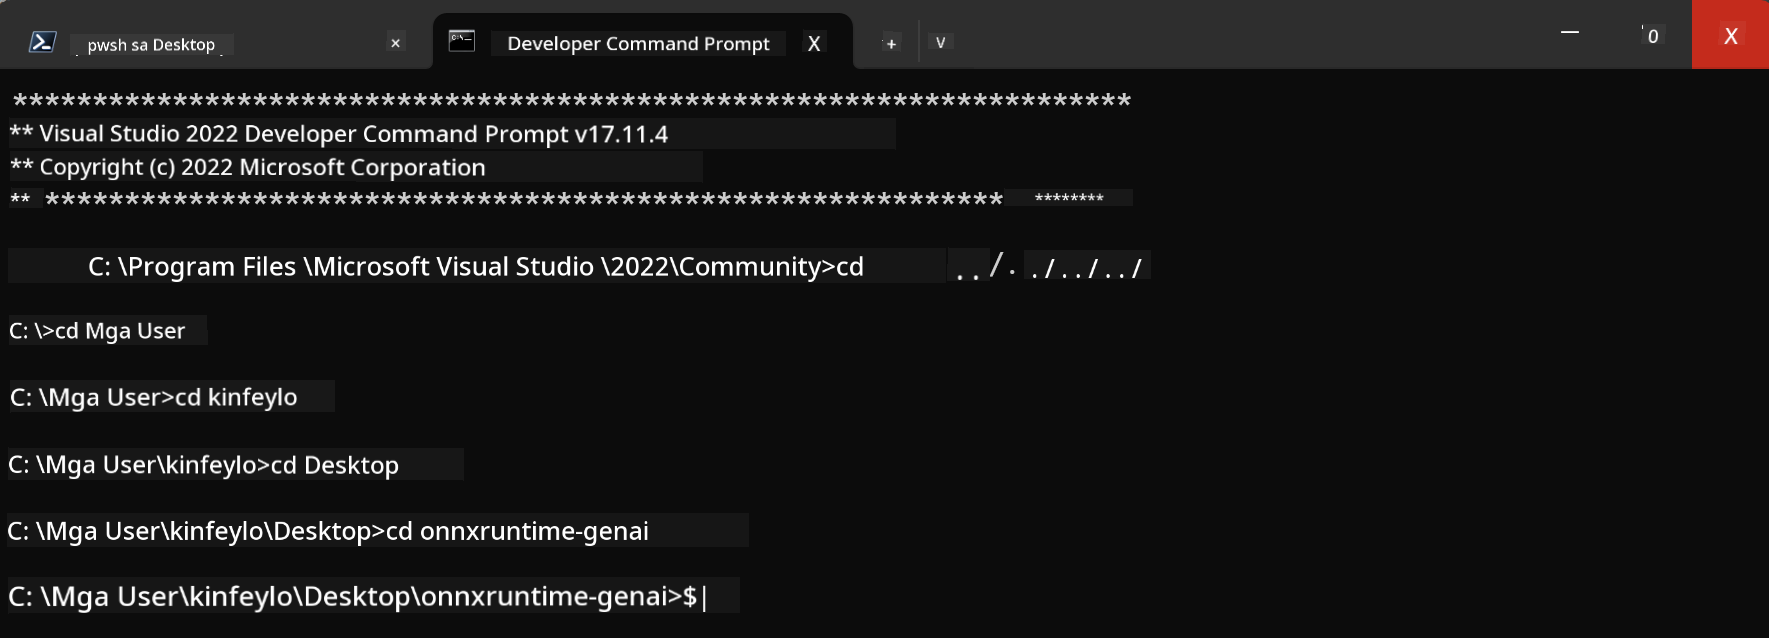 pwsh sa Desktop × Developer Command Prompt X + V — 0 X
**********************************************************************
** Visual Studio 2022 Developer Command Prompt v17.11.4
** Copyright (c) 2022 Microsoft Corporation
** ************************************************************ ********
C: \Program Files \Microsoft Visual Studio \2022\Community>cd ../. ./../../
C: \>cd Mga User
C: \Mga User>cd kinfeylo
C: \Mga User\kinfeylo>cd Desktop
C: \Mga User\kinfeylo\Desktop>cd onnxruntime-genai
C: \Mga User\kinfeylo\Desktop\onnxruntime-genai>$|